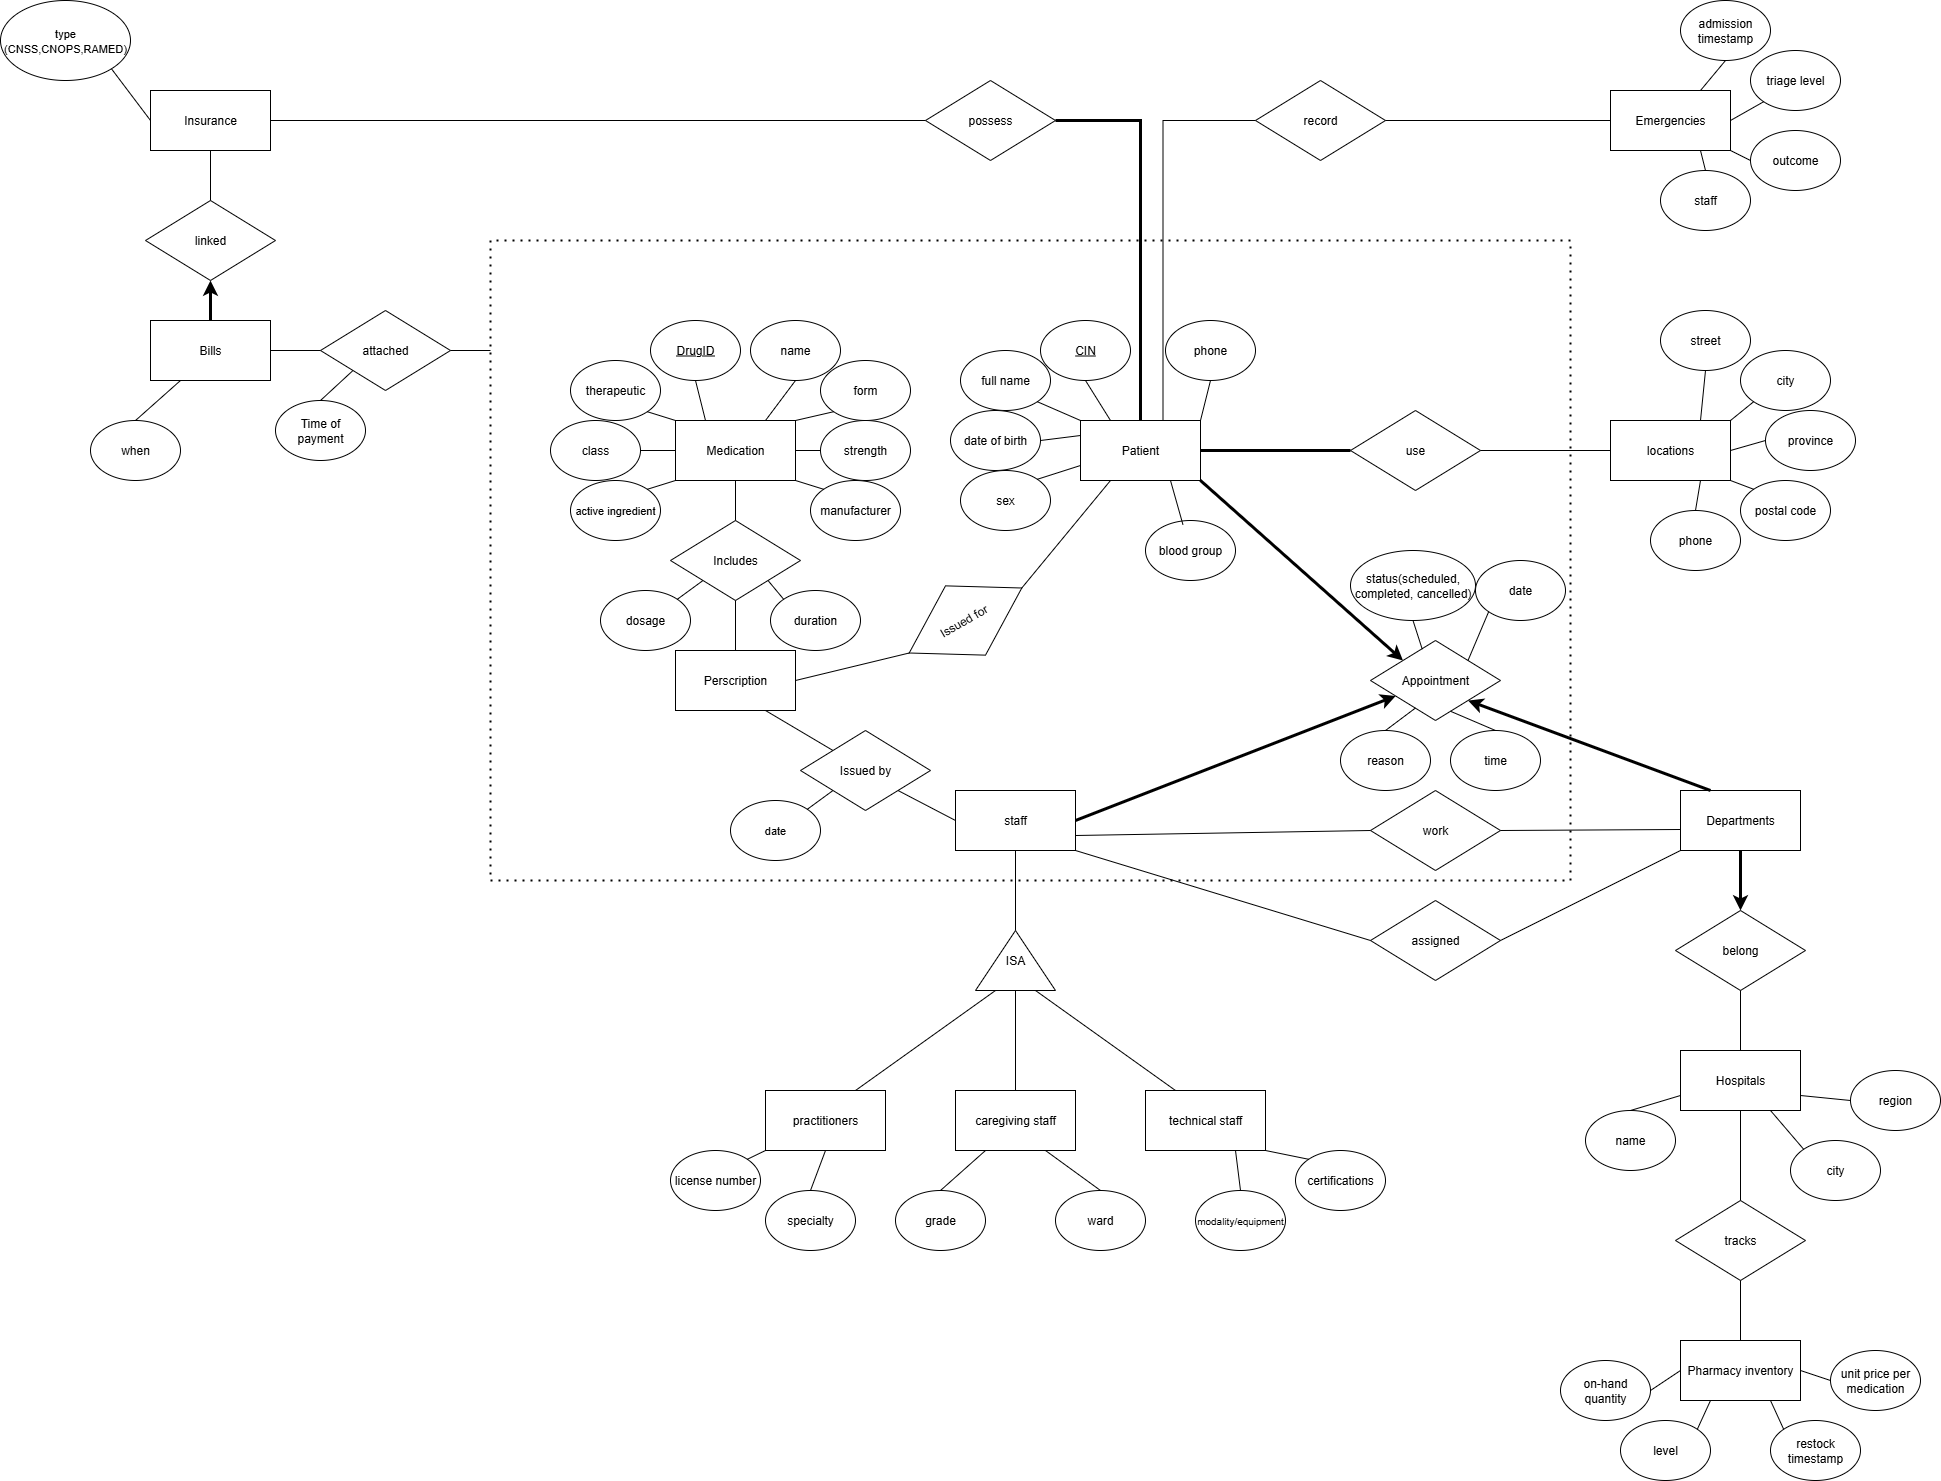 admission
timestamp
type
(CNSS,CNOPS,RAMED)
triage level
Insurance
possess
record
Emergencies
outcome
staff
linked
Bills
attached
DrugID
name
CIN
phone
street
therapeutic
form
full name
city
Time of
payment
when
class
Medication
strength
date of birth
Patient
use
locations
province
active ingredient
manufacturer
sex
postal code
phone
blood group
Includes
status(scheduled,
completed, cancelled)
date
dosage
duration
Issued for
Perscription
Appointment
reason
time
Issued by
date
staff
work
Departments
assigned
belong
ISA
Hospitals
region
practitioners
caregiving staff
technical staff
name
city
license number
certifications
specialty
grade
ward
modality/equipment
tracks
Pharmacy inventory
on-hand
quantity
unit price per
medication
level
restock
timestamp